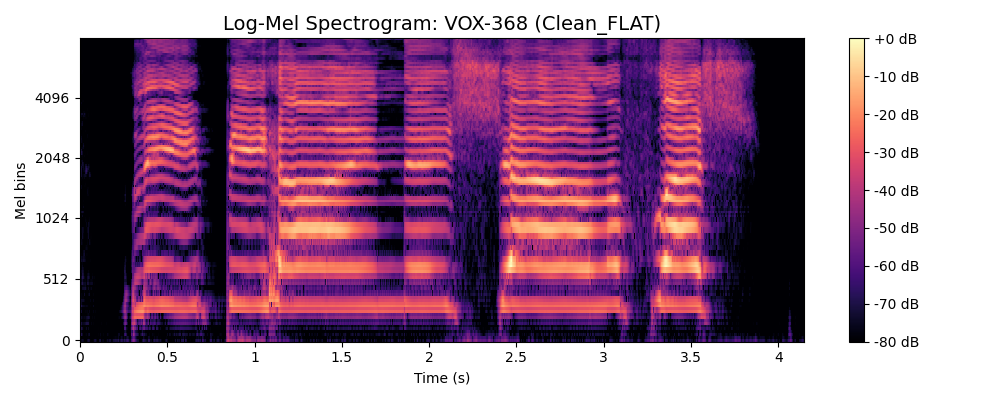 Log-Mel Spectrogram: VOX-368 (Clean_FLAT)
Mel bins
4096
2048
1024
512
0
0
0.5
1
1.5
2
2.5
3
3.5
4
Time (s)
+0 dB
-10 dB
-20 dB
-30 dB
-40 dB
-50 dB
-60 dB
-70 dB
-80 dB